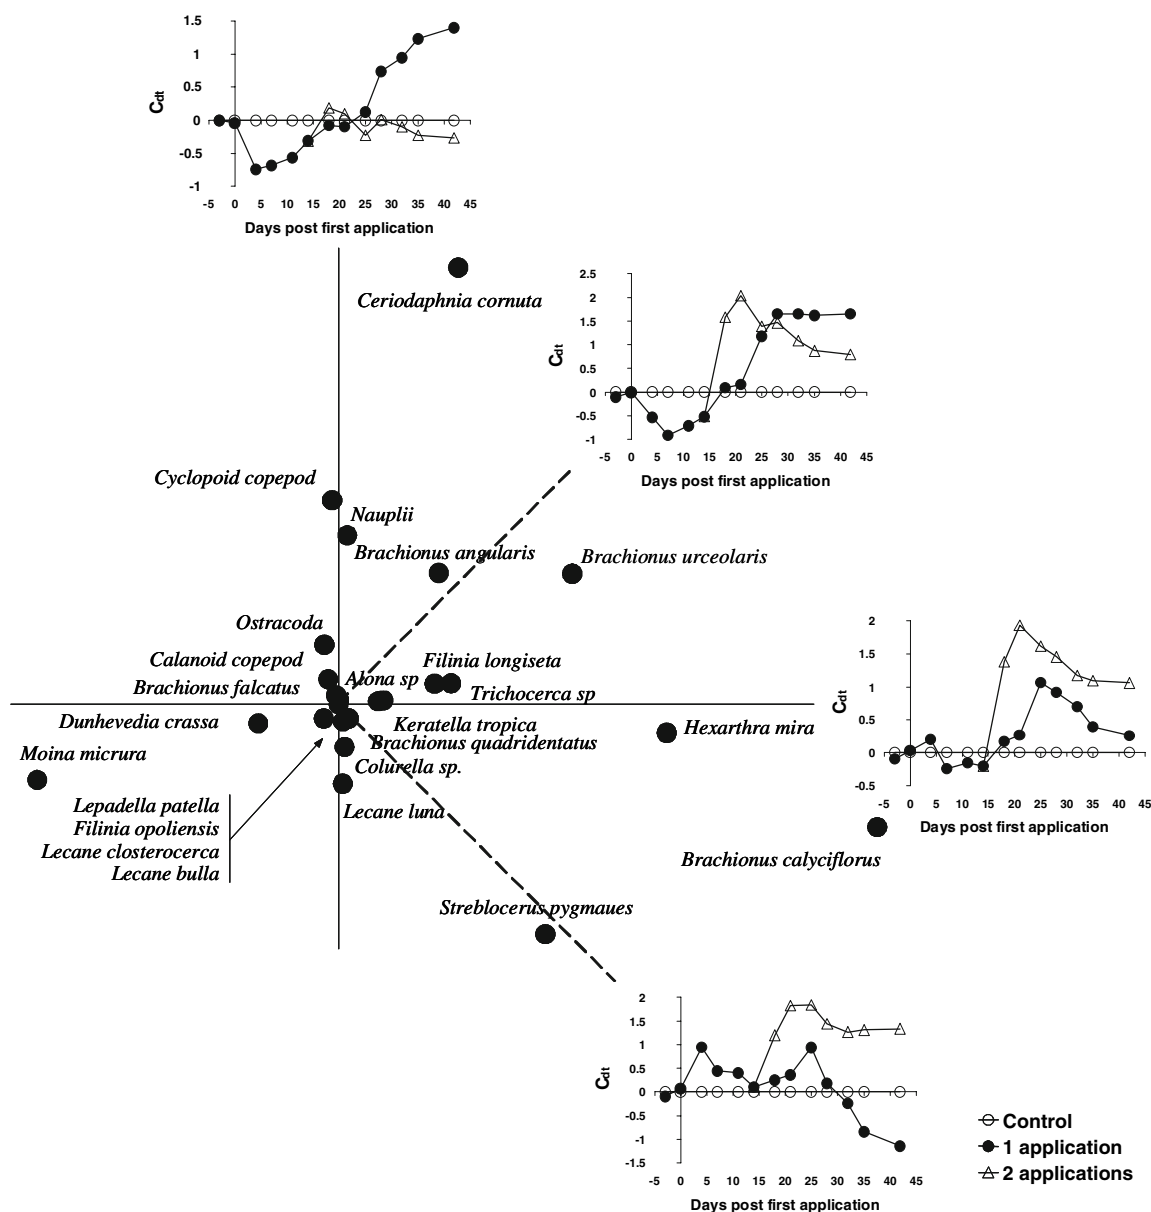 1.5
1
0.5
0
-0.5
-1
Cdt
-5 0 5 10 15 20 25 30 35 40 45
Days post first application
Ceriodaphnia cornuta
2.5
2
1.5
1
0.5
0
-0.5
-1
Cdt
-5 0 5 10 15 20 25 30 35 40 45
Days post first application
Cyclopoid copepod
Nauplii
Brachionus angularis
Brachionus urceolaris
Ostracoda
Calanoid copepod
Alona sp
Filinia longiseta
Brachionus falcatus
Trichocerca sp
Dunhevedia crassa
Keratella tropica
Hexarthra mira
Moina micrura
Brachionus quadridentatus
Colurella sp.
Lecane luna
Lepadella patella
Filinia opoliensis
Lecane closterocerca
Lecane bulla
2
1.5
1
0.5
0
-0.5
Cdt
-5 0 5 10 15 20 25 30 35 40 45
Days post first application
Brachionus calyciflorus
Streblocerus pygmaues
2
1.5
1
0.5
0
-0.5
-1
-1.5
Cdt
-5 0 5 10 15 20 25 30 35 40 45
Days post first application
Control
1 application
2 applications